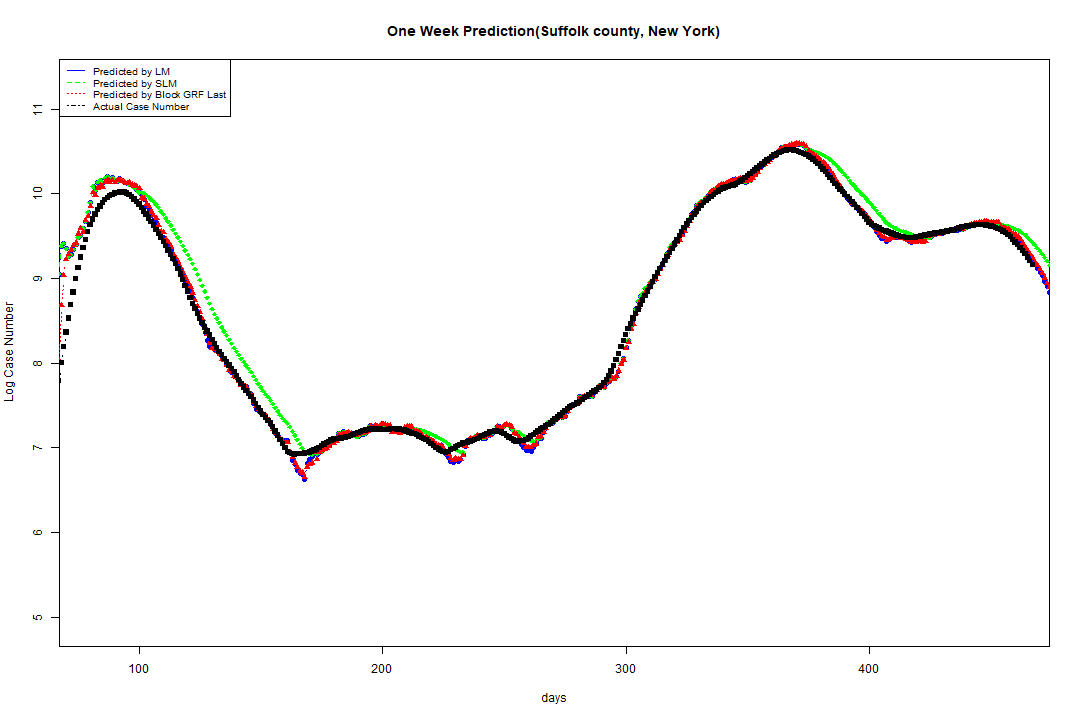 One Week Prediction(Suffolk county, New York)
Predicted by LM
Predicted by SLM
Predicted by Block GRF Last
Actual Case Number
Log Case Number
11
10
9
8
7
6
5
100 200 300 400
days